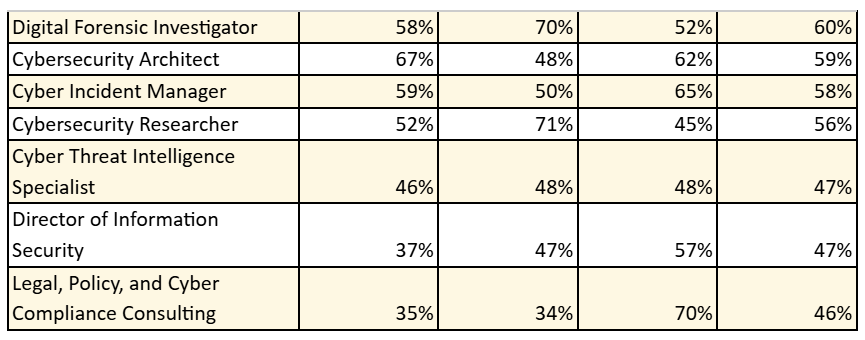 Digital Forensic Investigator 58% 70% 52% 60%
Cybersecurity Architect 67% 48% 62% 59%
Cyber Incident Manager 59% 50% 65% 58%
Cybersecurity Researcher 52% 71% 45% 56%
Cyber Threat Intelligence
Specialist 46% 48% 48% 47%
Director of Information
Security 37% 47% 57% 47%
Legal, Policy, and Cyber
Compliance Consulting 35% 34% 70% 46%